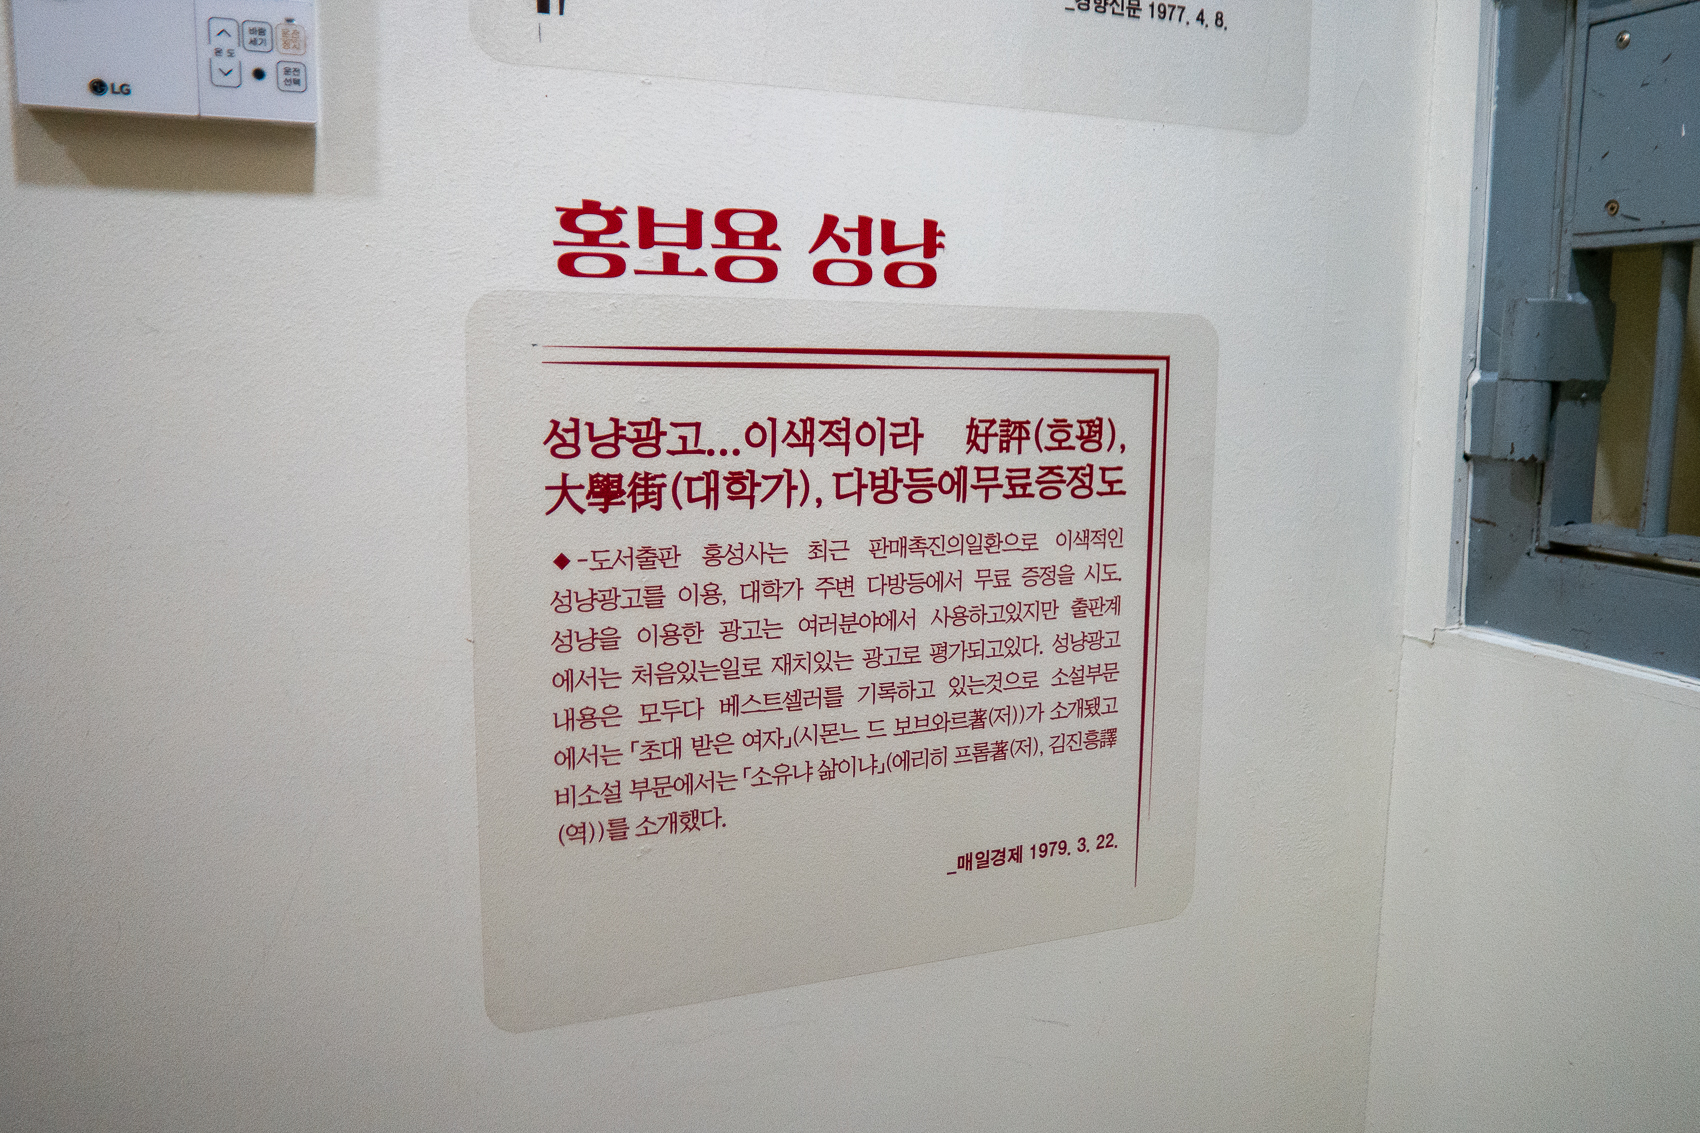 _경향신문 1977. 4. 8.
온 도
바람
세기
운전
선택
LG
홍보용 성냥
성냥광고...이색적이라 好評(호평),
大學街(대학가), 다방등에무료증정도
◆ -도서출판 홍성사는 최근 판매촉진의일환으로 이색적인
성냥광고를 이용, 대학가 주변 다방등에서 무료 증정을 시도.
성냥을 이용한 광고는 여러분야에서 사용하고있지만 출판계
에서는 처음있는일로 재치있는 광고로 평가되고있다. 성냥광고
내용은 모두다 베스트셀러를 기록하고 있는것으로 소설부문
에서는 「초대 받은 여자」(시몬느 드 보브와르著(저))가 소개됐고
비소설 부문에서는 「소유냐 삶이냐」(에리히 프롬著(저), 김진흥譯
(역))를 소개했다.
_매일경제 1979. 3. 22.